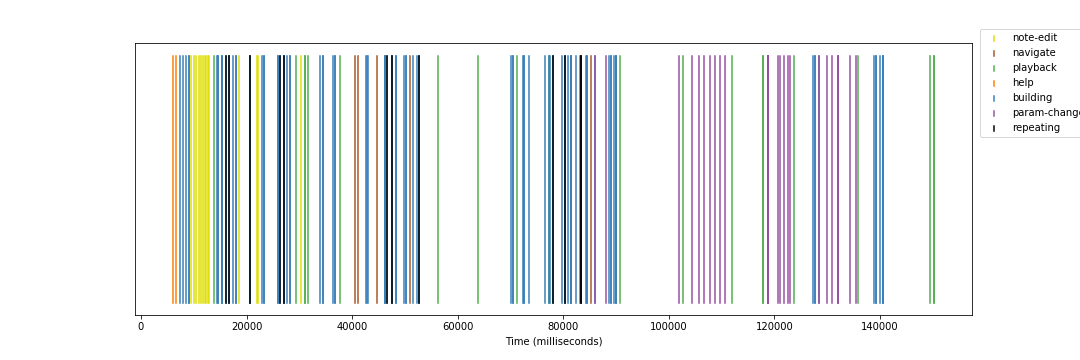 note-edit
navigate
playback
help
building
param-change
repeating
0 20000 40000 60000 80000 100000 120000 140000
Time (milliseconds)